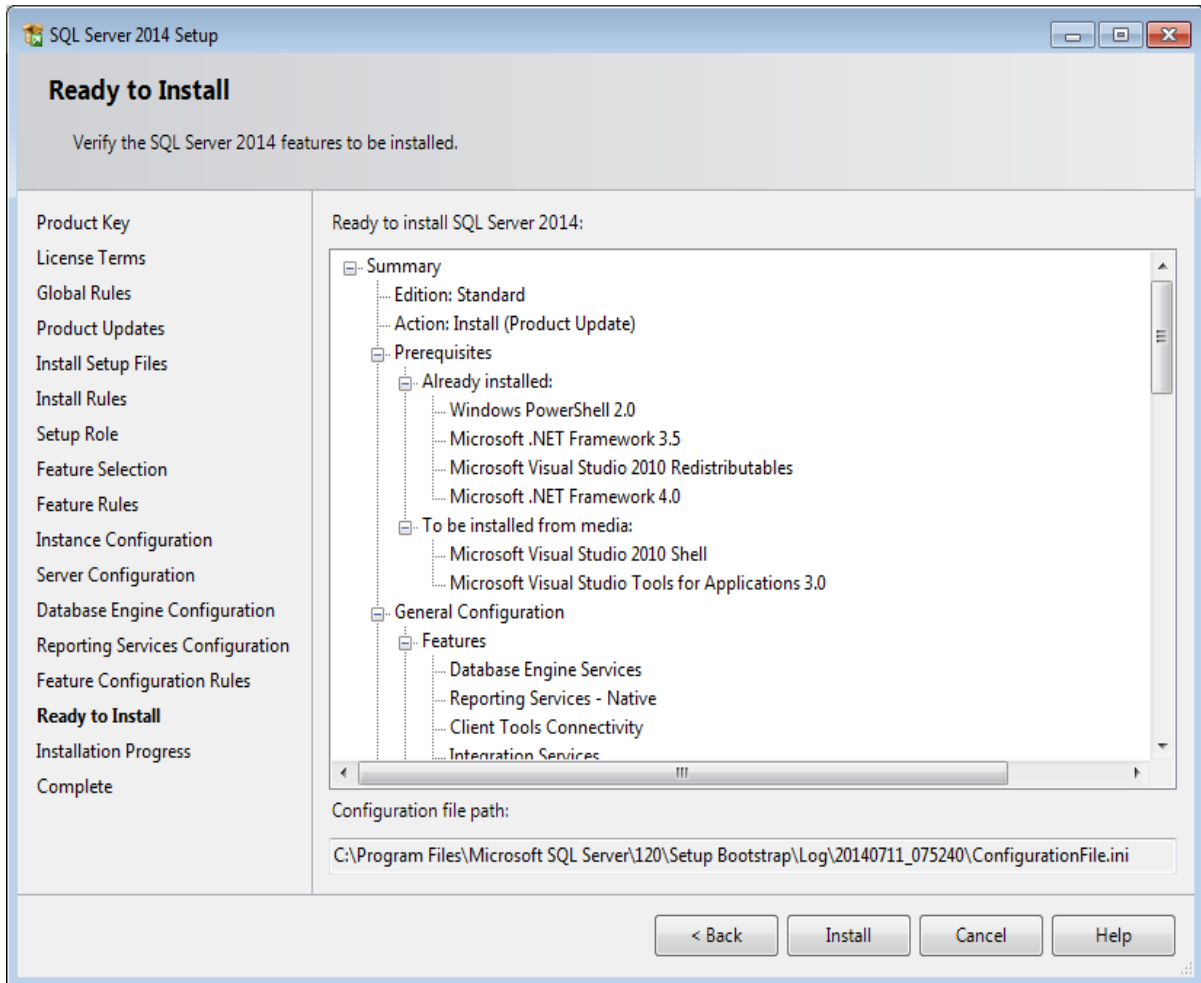 SQL Server 2014 Setup
Ready to Install
Verify the SQL Server 2014 features to be installed.
Product Key
License Terms
Global Rules
Product Updates
Install Setup Files
Install Rules
Setup Role
Feature Selection
Feature Rules
Instance Configuration
Server Configuration
Database Engine Configuration
Reporting Services Configuration
Feature Configuration Rules
Ready to Install
Installation Progress
Complete
Ready to install SQL Server 2014:
Summary
Edition: Standard
Action: Install (Product Update)
Prerequisites
Already installed:
Windows PowerShell 2.0
Microsoft .NET Framework 3.5
Microsoft Visual Studio 2010 Redistributables
Microsoft .NET Framework 4.0
To be installed from media:
Microsoft Visual Studio 2010 Shell
Microsoft Visual Studio Tools for Applications 3.0
General Configuration
Features
Database Engine Services
Reporting Services - Native
Client Tools Connectivity
Integration Services
Configuration file path:
C:\Program Files\Microsoft SQL Server\120\Setup Bootstrap\Log\20140711_075240\ConfigurationFile.ini
< Back Install Cancel Help